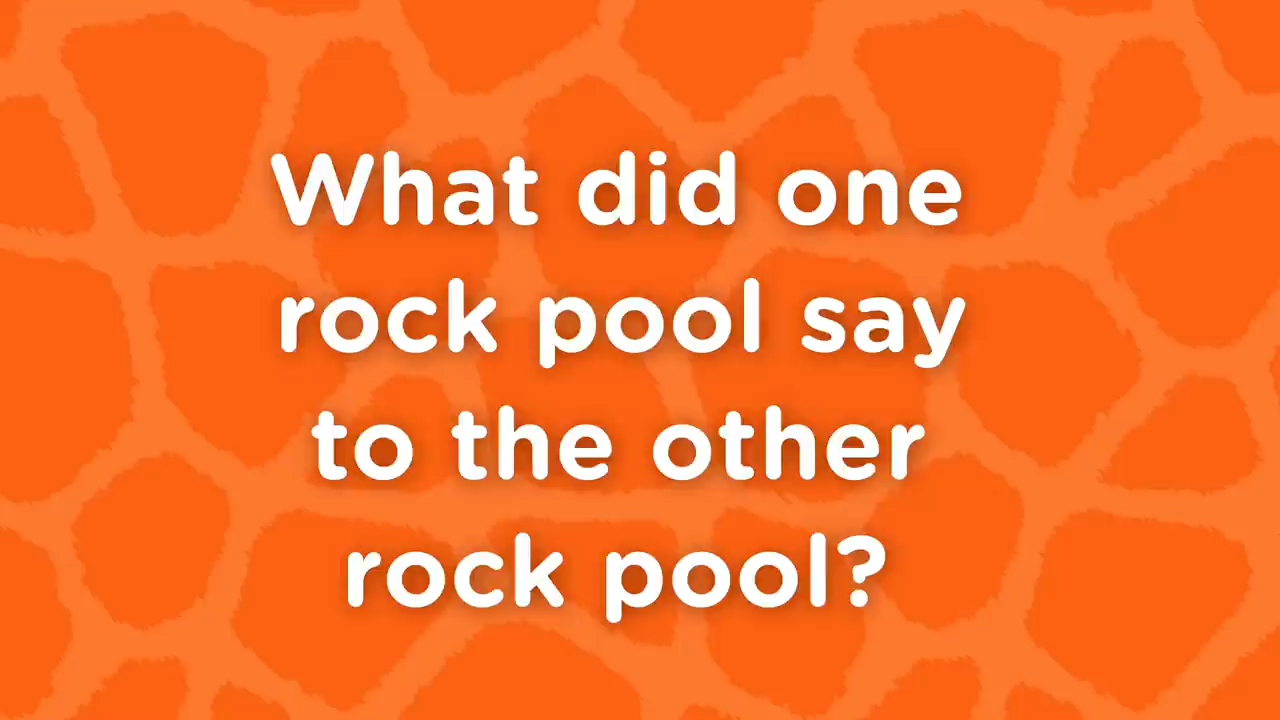 What did one
rock pool say
to the other
rock pool?